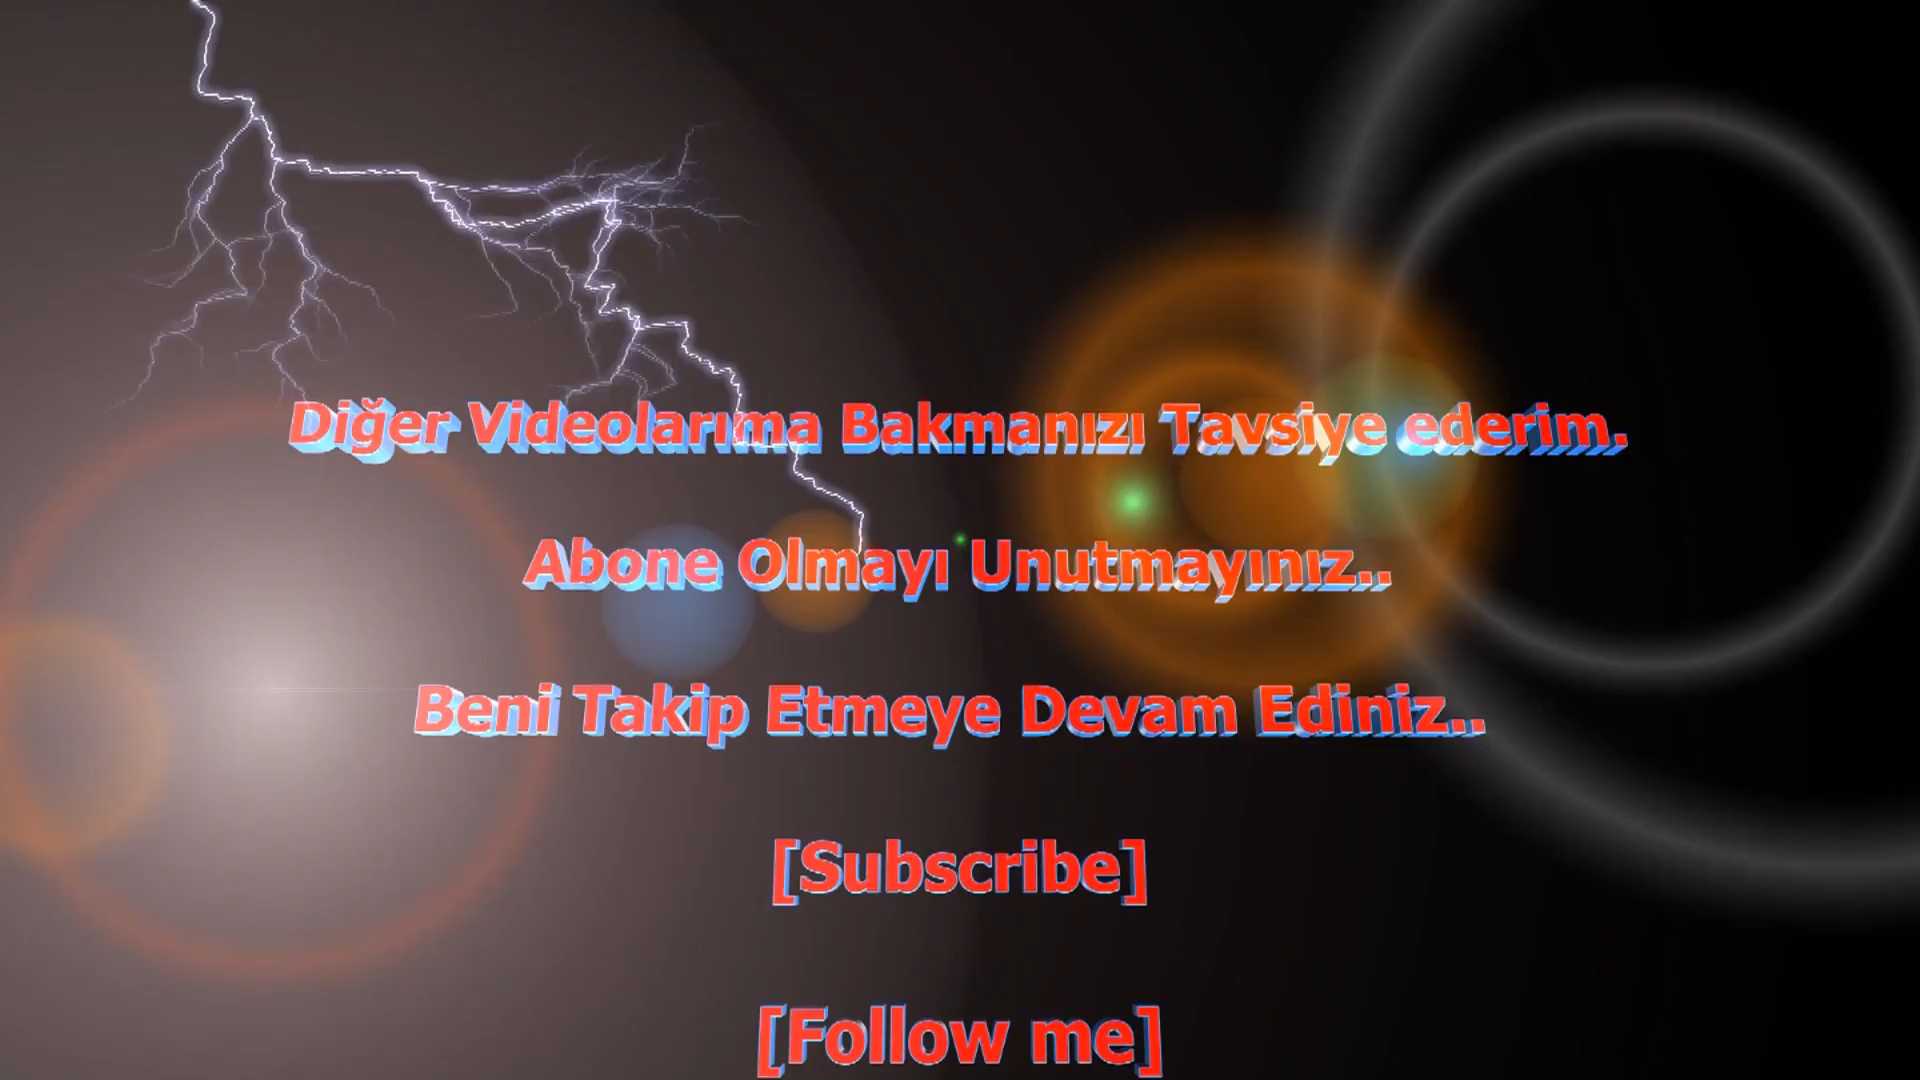 Diğer Videolarıma Bakmanızı Tavsiye ederim.
Abone Olmayı Unutmayınız..
Beni Takip Etmeye Devam Ediniz..
[Subscribe]
[Follow me]